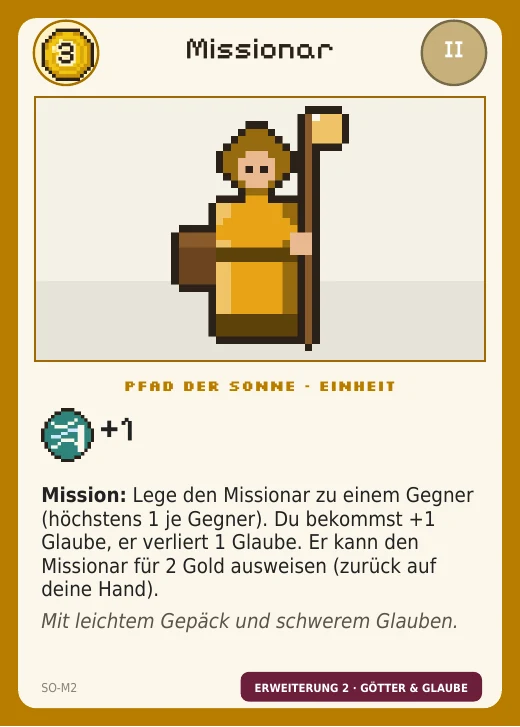 3
Missionar
II
PFAD DER SONNE - EINHEIT
+1
Mission: Lege den Missionar zu einem Gegner
(höchstens 1 je Gegner). Du bekommst +1
Glaube, er verliert 1 Glaube. Er kann den
Missionar für 2 Gold ausweisen (zurück auf
deine Hand).
Mit leichtem Gepäck und schwerem Glauben.
SO-M2
ERWEITERUNG 2 · GÖTTER & GLAUBE